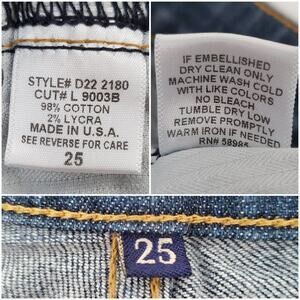 STYLE# D22 2180
CUT# L 9003B
98% COTTON
2% LYCRA
MADE IN U.S.A.
SEE REVERSE FOR CARE
25
IF EMBELLISHED
DRY CLEAN ONLY
MACHINE WASH COLD
WITH LIKE COLORS
NO BLEACH
TUMBLE DRY LOW
REMOVE PROMPTLY
WARM IRON IF NEEDED
RN# 58985
25